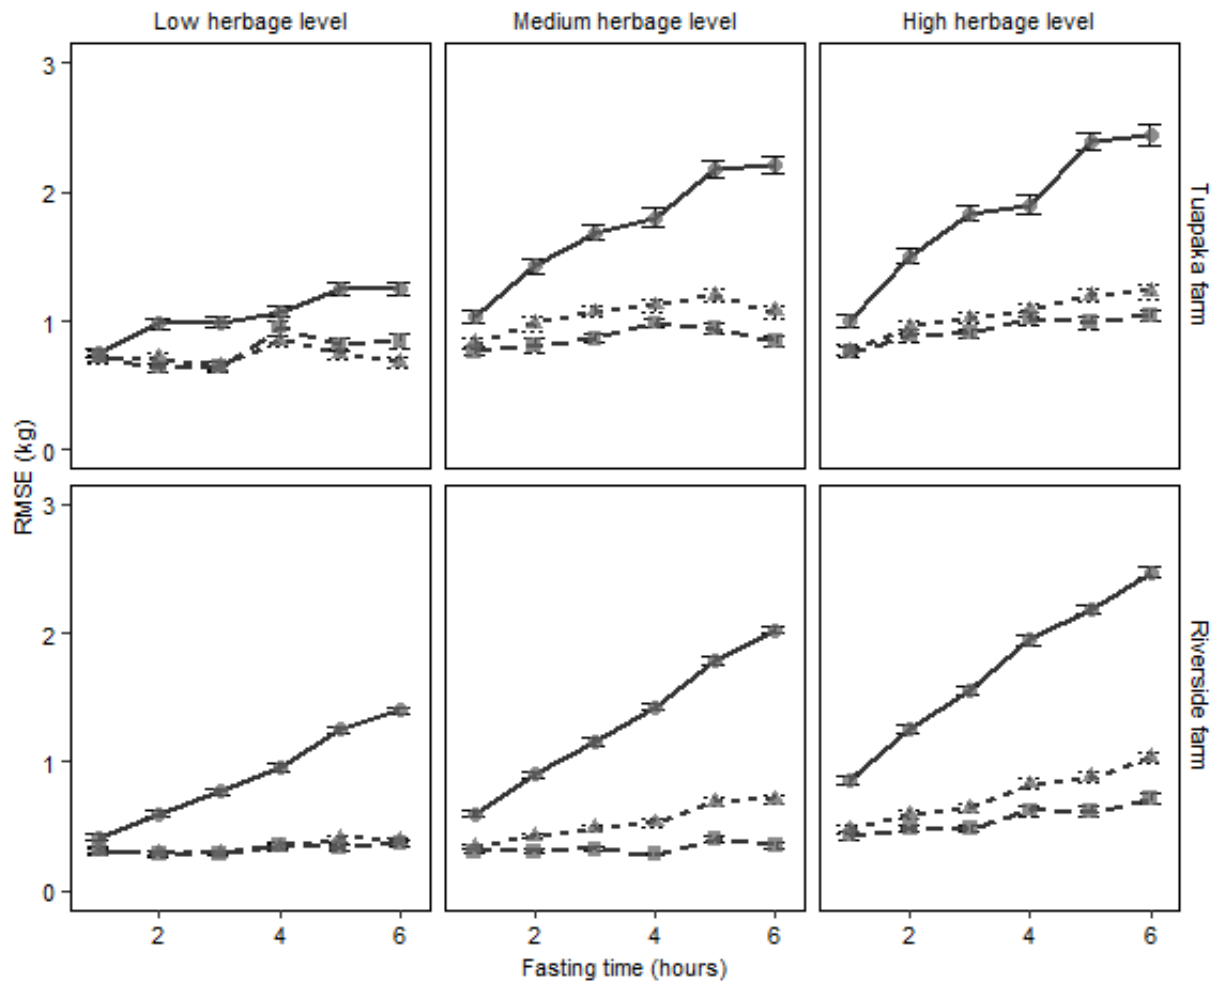 Low herbage level
Medium herbage level
High herbage level
3
2
1
0
Tuapaka farm
RMSE (kg)
3
2
1
0
Riverside farm
2
4
6
2
4
6
2
4
6
Fasting time (hours)